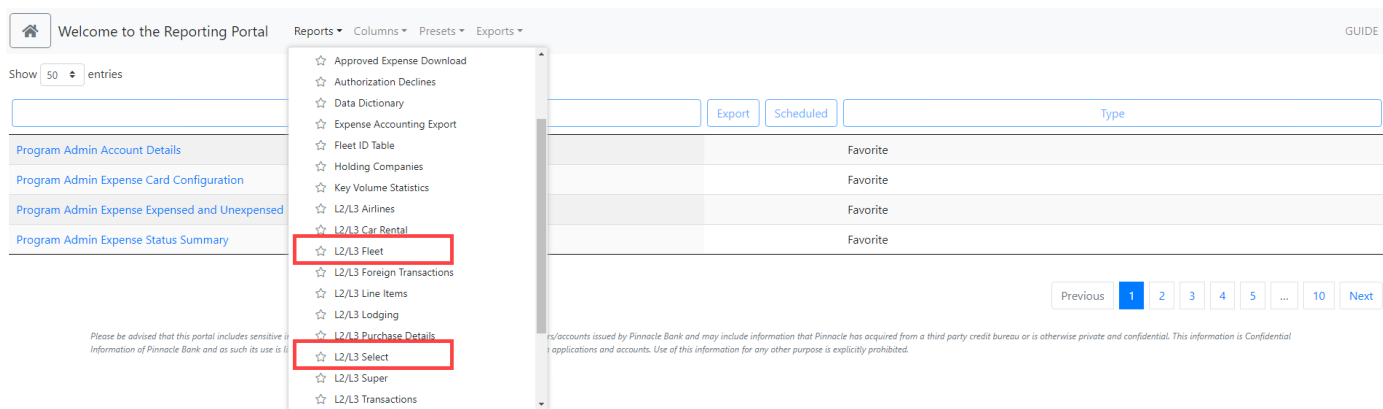 Welcome to the Reporting Portal Reports Columns Presets Exports GUIDE
Show 50 entries
Approved Expense Download
Authorization Declines
Data Dictionary
Expense Accounting Export
Fleet ID Table
Holding Companies
Key Volume Statistics
L2/L3 Airlines
L2/L3 Car Rental
L2/L3 Fleet
L2/L3 Foreign Transactions
L2/L3 Line Items
L2/L3 Lodging
L2/L3 Purchase Details
L2/L3 Select
L2/L3 Super
L2/L3 Transactions
Export Scheduled Type
Program Admin Account Details Favorite
Program Admin Expense Card Configuration Favorite
Program Admin Expense Expensed and Unexpensed Favorite
Program Admin Expense Status Summary Favorite
Previous 1 2 3 4 5 ... 10 Next
Please be advised that this portal includes sensitive rs/accounts issued by Pinnacle Bank and may include information that Pinnacle has acquired from a third party credit bureau or is otherwise private and confidential. This information is Confidential
Information of Pinnacle Bank and as such its use is applications and accounts. Use of this information for any other purpose is explicitly prohibited.